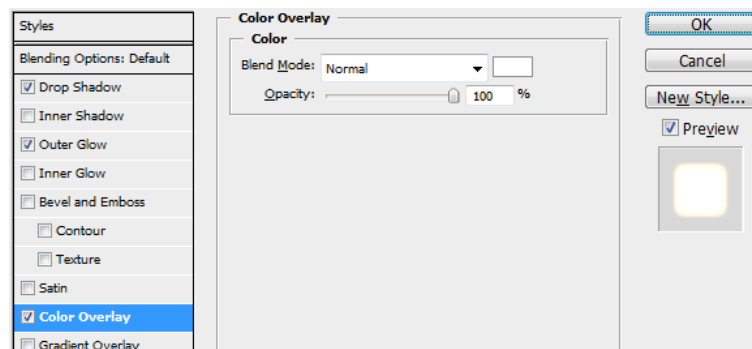 Styles
Blending Options: Default
Drop Shadow
Inner Shadow
Outer Glow
Inner Glow
Bevel and Emboss
Contour
Texture
Satin
Color Overlay
Gradient Overlay
Color Overlay
Color
Blend Mode: Normal
Opacity: 100 %
OK
Cancel
New Style...
Preview